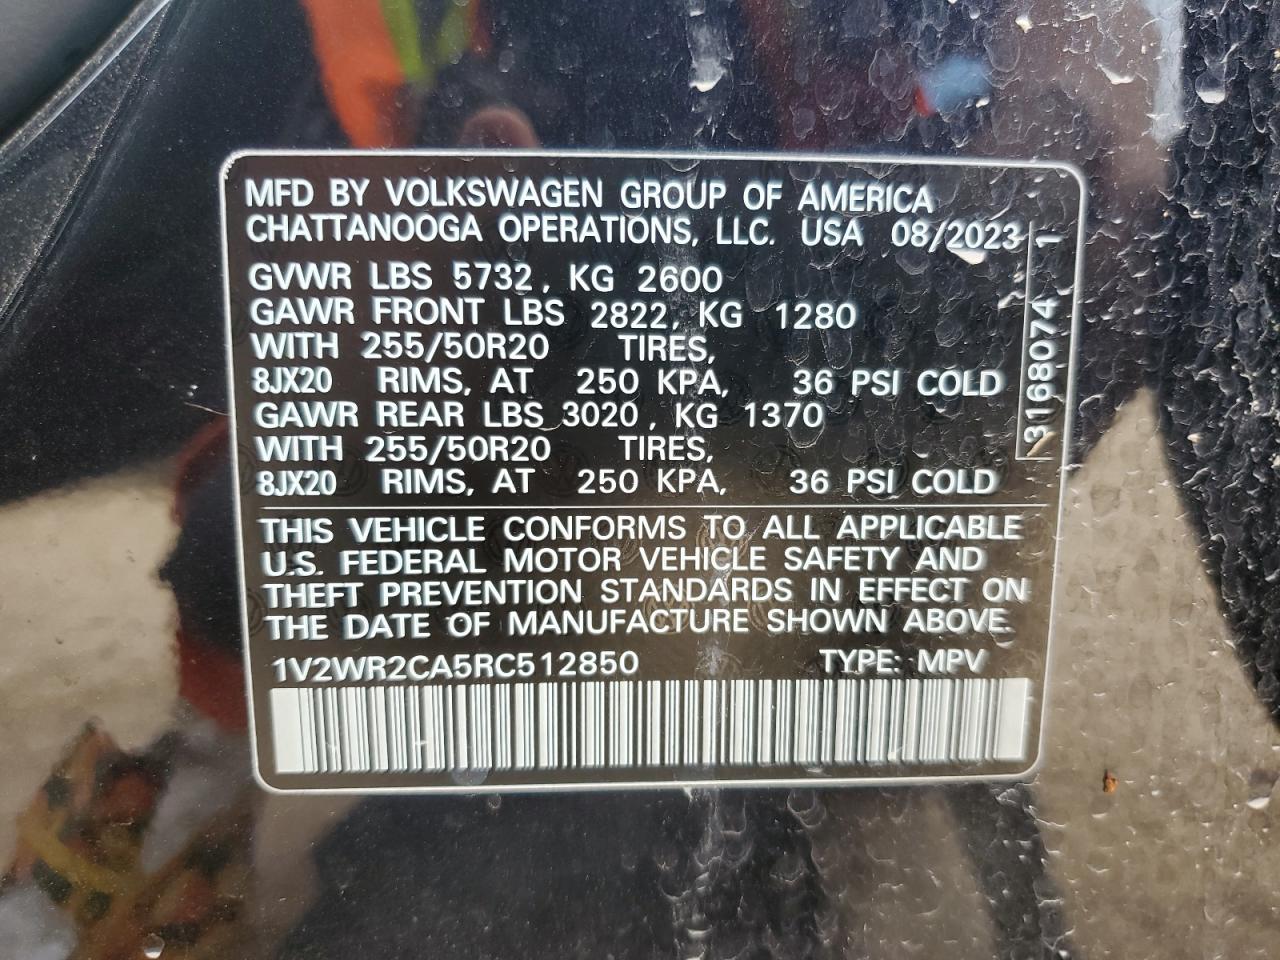 MFD BY VOLKSWAGEN GROUP OF AMERICA
CHATTANOOGA OPERATIONS, LLC. USA 08/2023
GVWR LBS 5732, KG 2600
GAWR FRONT LBS 2822, KG 1280
WITH 255/50R20 TIRES,
8JX20 RIMS, AT 250 KPA, 36 PSI COLD
GAWR REAR LBS 3020, KG 1370
WITH 255/50R20 TIRES,
8JX20 RIMS, AT 250 KPA, 36 PSI COLD
3168074 1
THIS VEHICLE CONFORMS TO ALL APPLICABLE
U.S. FEDERAL MOTOR VEHICLE SAFETY AND
THEFT PREVENTION STANDARDS IN EFFECT ON
THE DATE OF MANUFACTURE SHOWN ABOVE.
1V2WR2CA5RC512850 TYPE: MPV